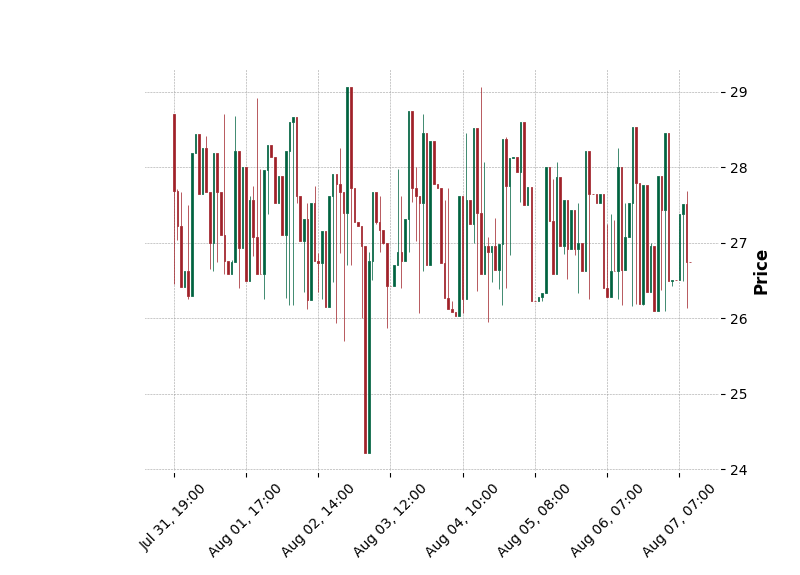 29
28
27
26
25
24
Price
Jul 31, 19:00
Aug 01, 17:00
Aug 02, 14:00
Aug 03, 12:00
Aug 04, 10:00
Aug 05, 08:00
Aug 06, 07:00
Aug 07, 07:00